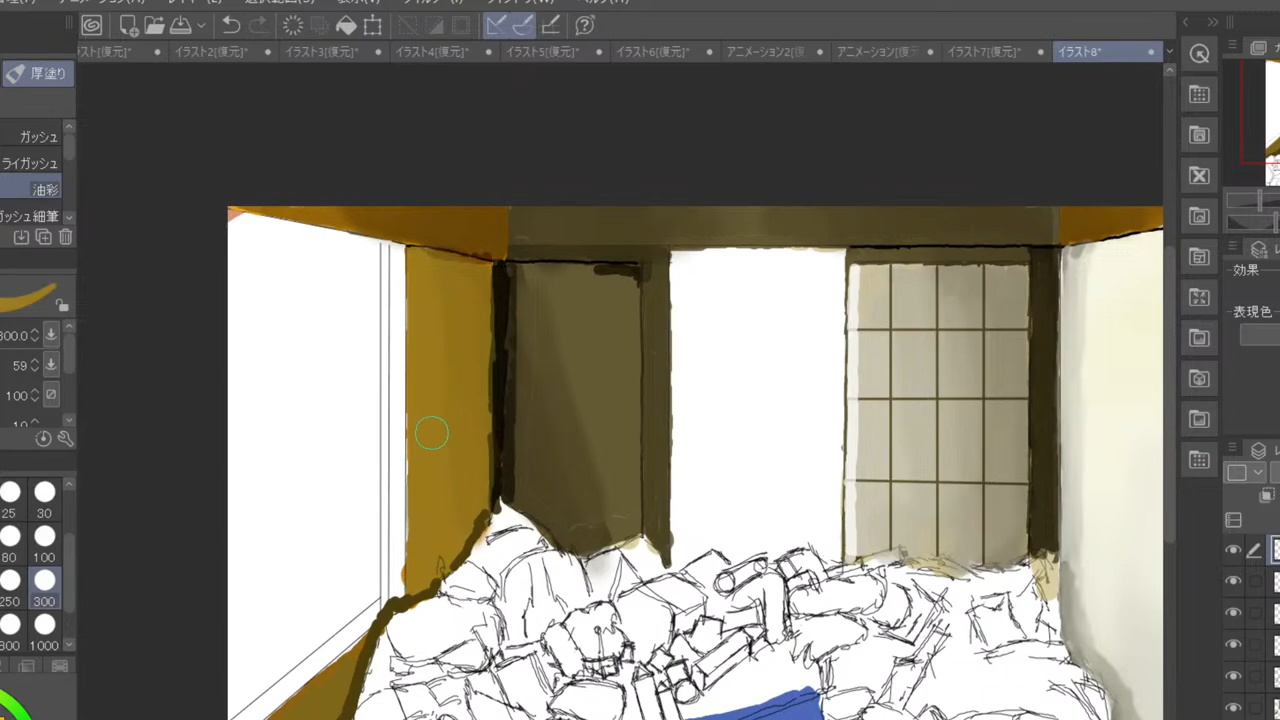 スト[復元]*
イラスト2[復元]*
イラスト3[復元]*
イラスト4[復元]*
イラスト5[復元]*
イラスト6[復元]*
アニメーション2[復
アニメーション[復元
イラスト7[復元]*
イラスト8*
厚塗り
ガッシュ
ライガッシュ
油彩
ガッシュ細筆
300.0
59
100
25
30
80
100
250
300
800
1000
効果
表現色